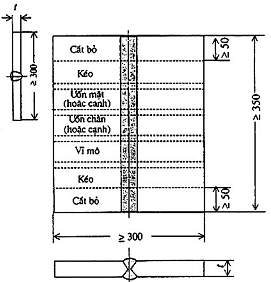 t
≥ 300
Cắt bỏ
≥ 50
Kéo
Uốn mặt
(hoặc cạnh)
Uốn chân
(hoặc cạnh)
≥ 350
Vĩ mô
Kéo
Cắt bỏ
≥ 50
≥ 300
t